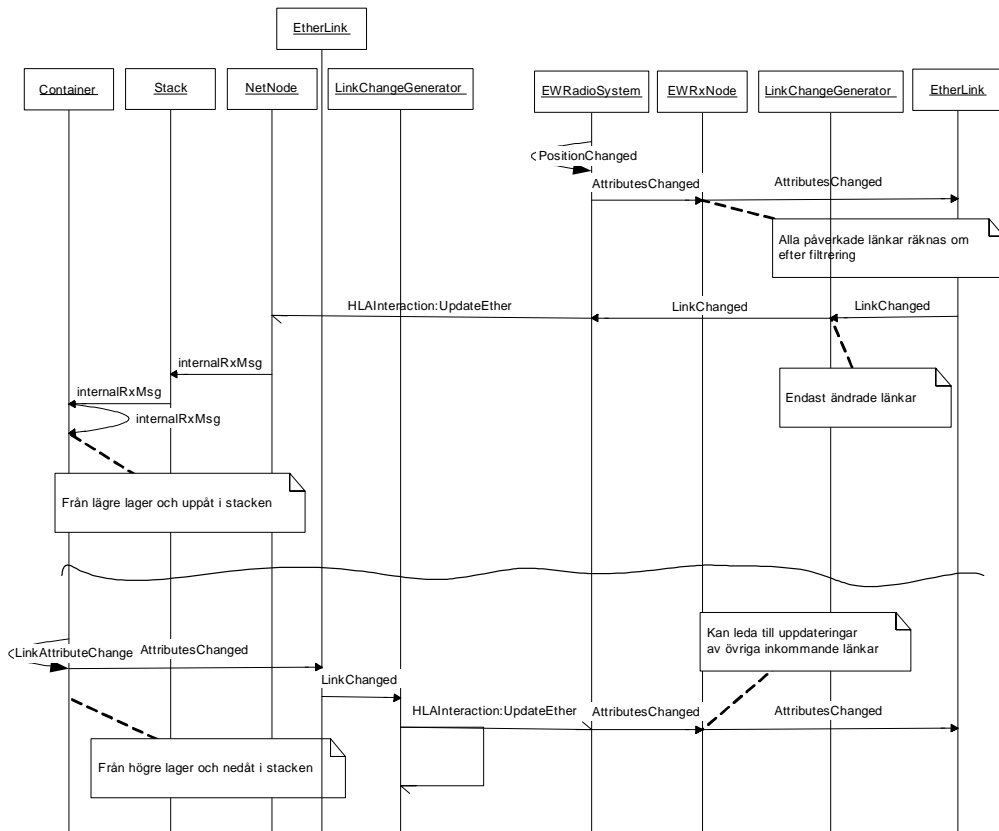 EtherLink
Container
Stack
NetNode
LinkChangeGenerator
EWRadioSystem
EWRxNode
LinkChangeGenerator
EtherLink
PositionChanged
AttributesChanged
AttributesChanged
Alla påverkade länkar räknas om
efter filtrering
HLAInteraction:UpdateEther
LinkChanged
LinkChanged
internalRxMsg
internalRxMsg
internalRxMsg
Endast ändrade länkar
Från lägre lager och uppåt i stacken
Kan leda till uppdateringar
av övriga inkommande länkar
LinkAttributeChange
AttributesChanged
LinkChanged
HLAInteraction:UpdateEther
AttributesChanged
AttributesChanged
Från högre lager och nedåt i stacken